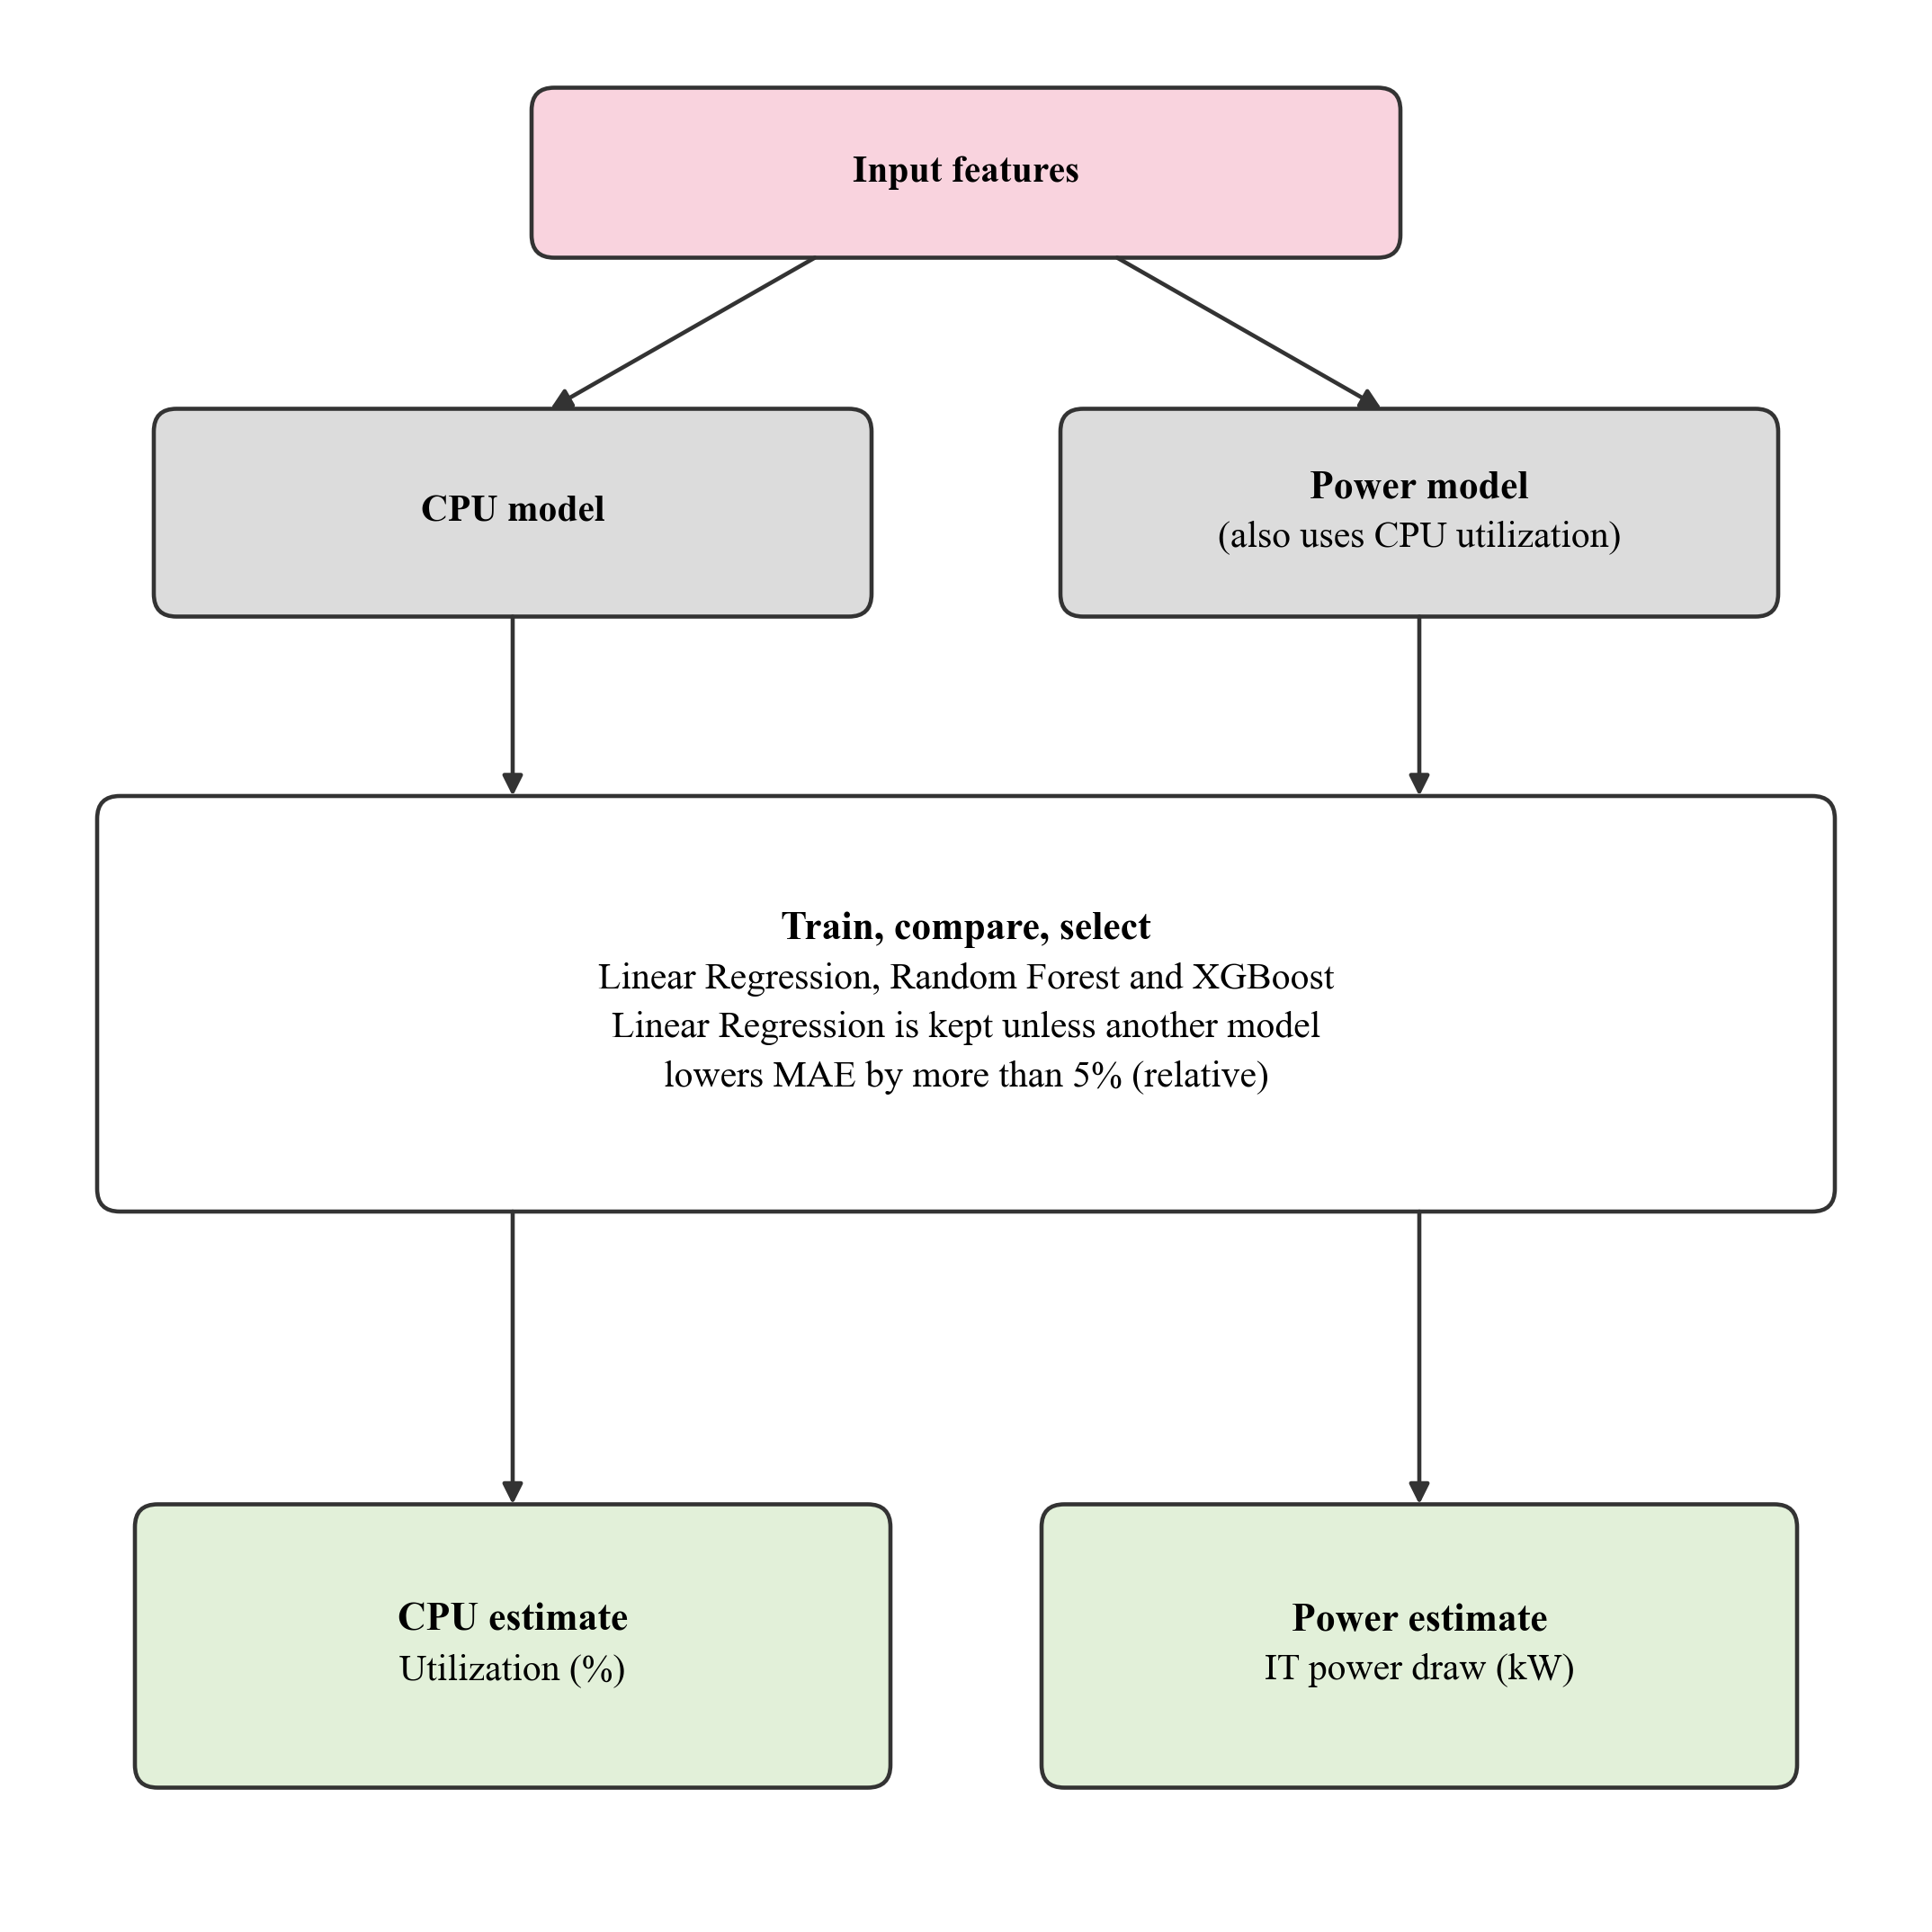 Input features
CPU model
Power model
(also uses CPU utilization)
Train, compare, select
Linear Regression, Random Forest and XGBoost
Linear Regression is kept unless another model
lowers MAE by more than 5% (relative)
CPU estimate
Utilization (%)
Power estimate
IT power draw (kW)